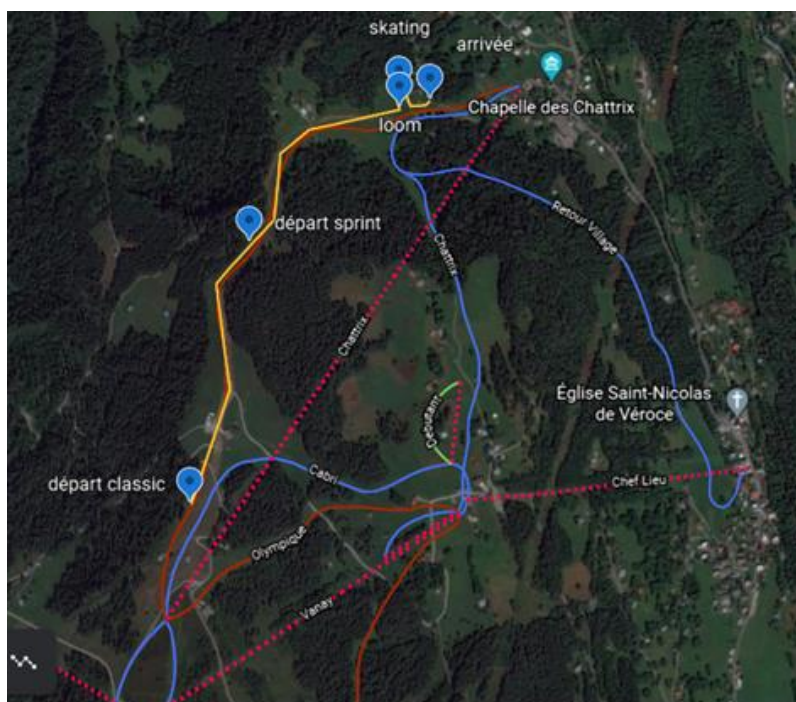 skating
arrivée
Chapelle des Chattrix
loom
départ sprint
Chattrix
Retour Village
Chattrix
Débutant
Église Saint-Nicolas
de Véroce
départ classic
Cabri
Chef Lieu
Olympique
Vanay